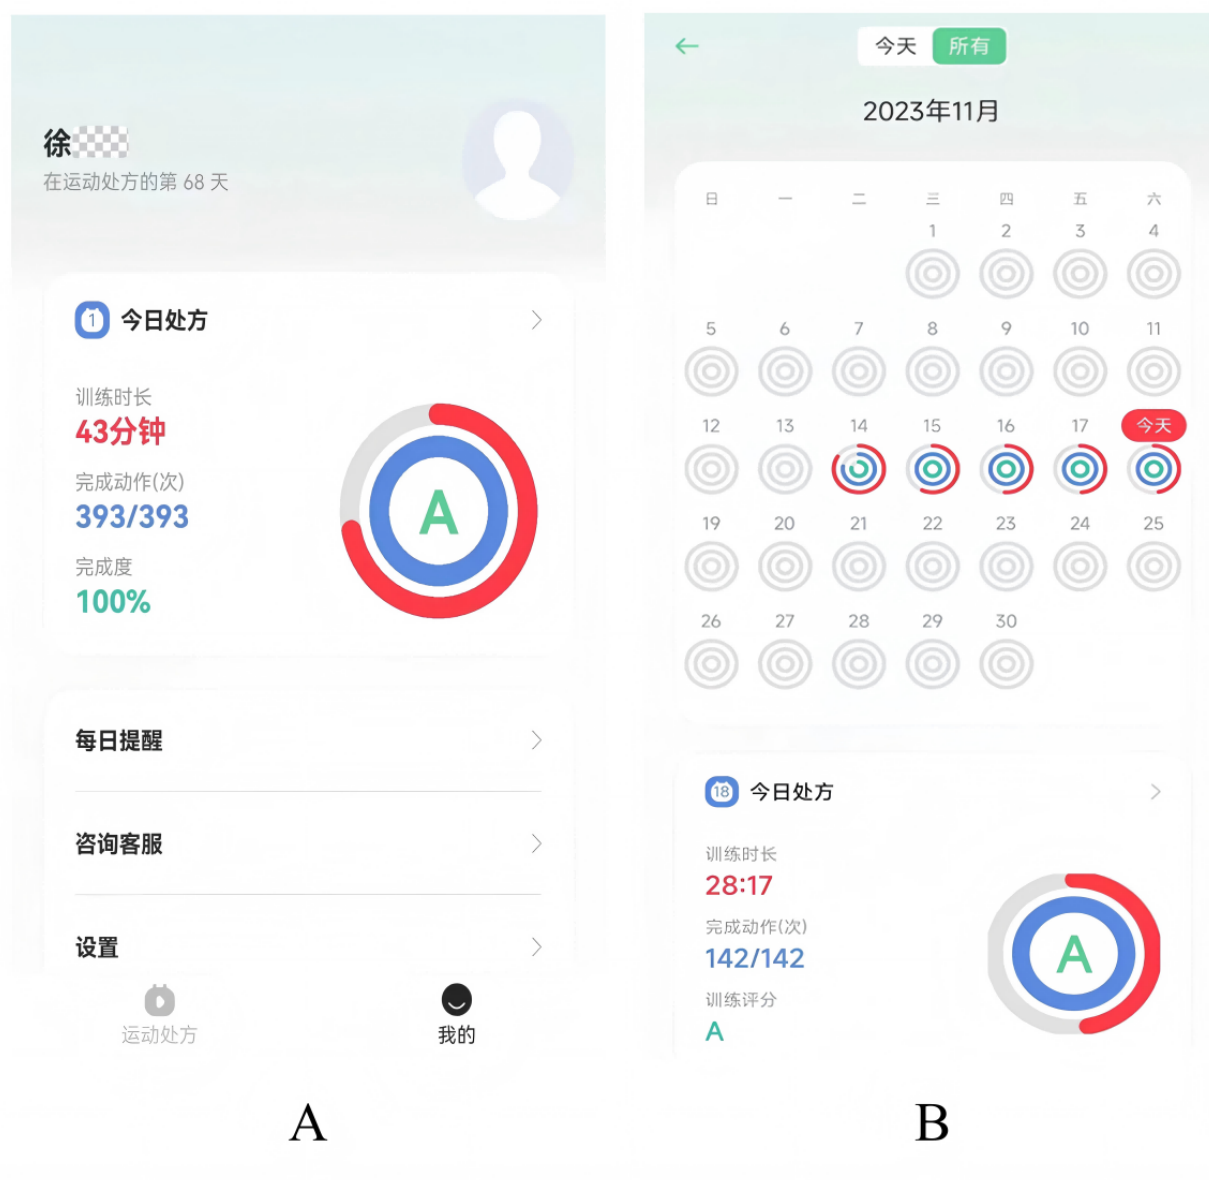 徐
在运动处方的第 68 天
1 今日处方
训练时长
43分钟
完成动作(次)
393/393
完成度
100%
A
每日提醒
咨询客服
设置
运动处方 我的
A
今天 所有
2023年11月
日 一 二 三 四 五 六
1 2 3 4
5 6 7 8 9 10 11
12 13 14 15 16 17 今天
19 20 21 22 23 24 25
26 27 28 29 30
18 今日处方
训练时长
28:17
完成动作(次)
142/142
训练评分
A
A
B